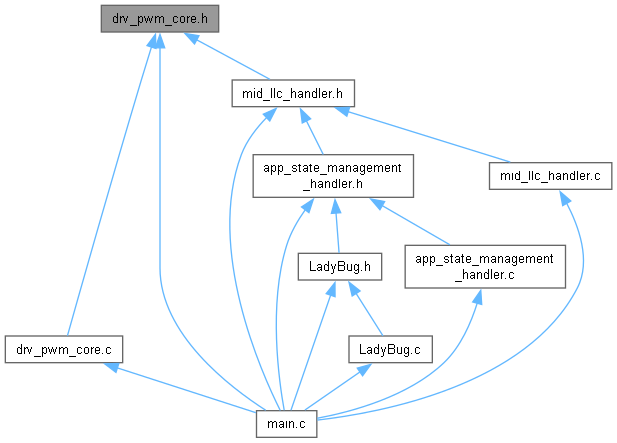 drv_pwm_core.h
mid_llc_handler.h
app_state_management
_handler.h
mid_llc_handler.c
LadyBug.h
app_state_management
_handler.c
drv_pwm_core.c
LadyBug.c
main.c